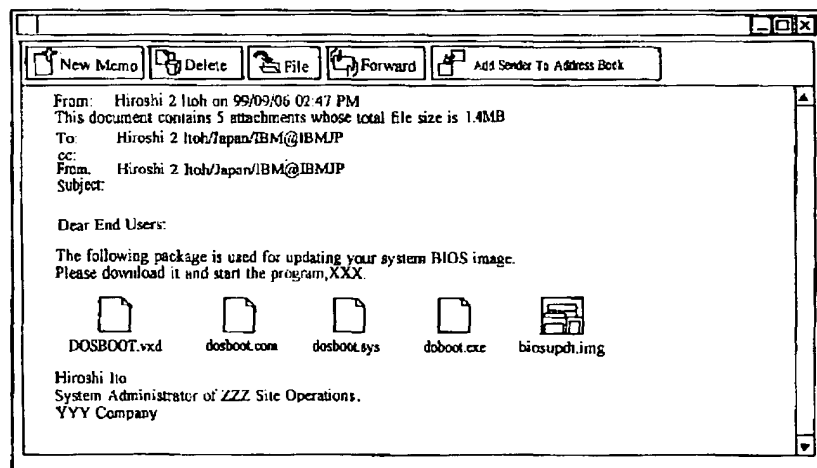 New Memo Delete File Forward Add Sender To Address Book
From: Hiroshi 2 Itoh on 99/09/06 02:47 PM
This document contains 5 attachments whose total file size is 1.4MB
To: Hiroshi 2 Itoh/Japan/IBM@IBMJP
cc:
From. Hiroshi 2 Itoh/Japan/IBM@IBMJP
Subject:
Dear End Users:
The following package is used for updating your system BIOS image.
Please download it and start the program,XXX.
DOSBOOT.vxd dosboot.com dosboot.sys doboot.exe biosupdt.img
Hiroshi Ito
System Administrator of ZZZ Site Operations.
YYY Company